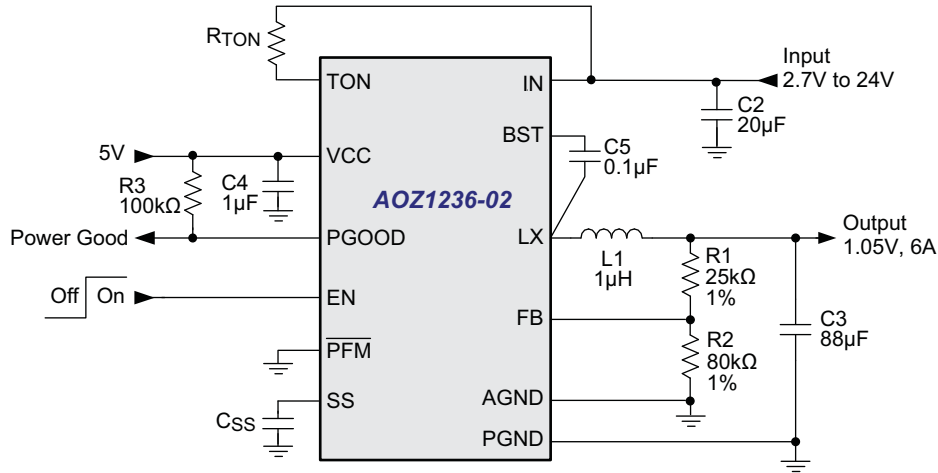 RTON
TON
IN
Input
2.7V to 24V
C2
20µF
BST
C5
0.1µF
5V
VCC
R3
100kΩ
C4
1µF
AOZ1236-02
Power Good
PGOOD
LX
L1
1µH
Output
1.05V, 6A
R1
25kΩ
1%
Off
On
EN
FB
C3
88µF
PFM
R2
80kΩ
1%
SS
CSS
AGND
PGND